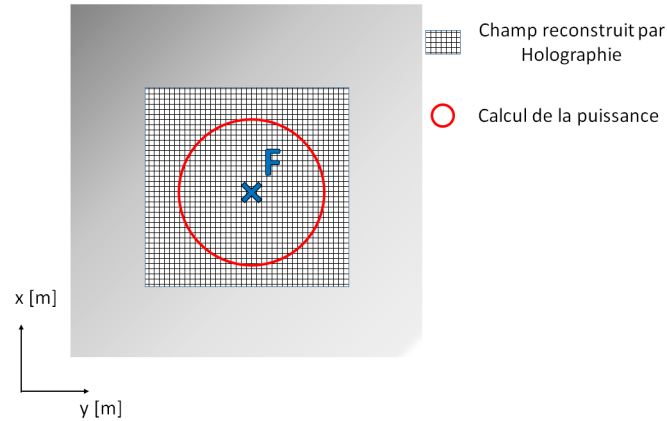 Champ reconstruit par
Holographie
Calcul de la puissance
F
x [m]
y [m]